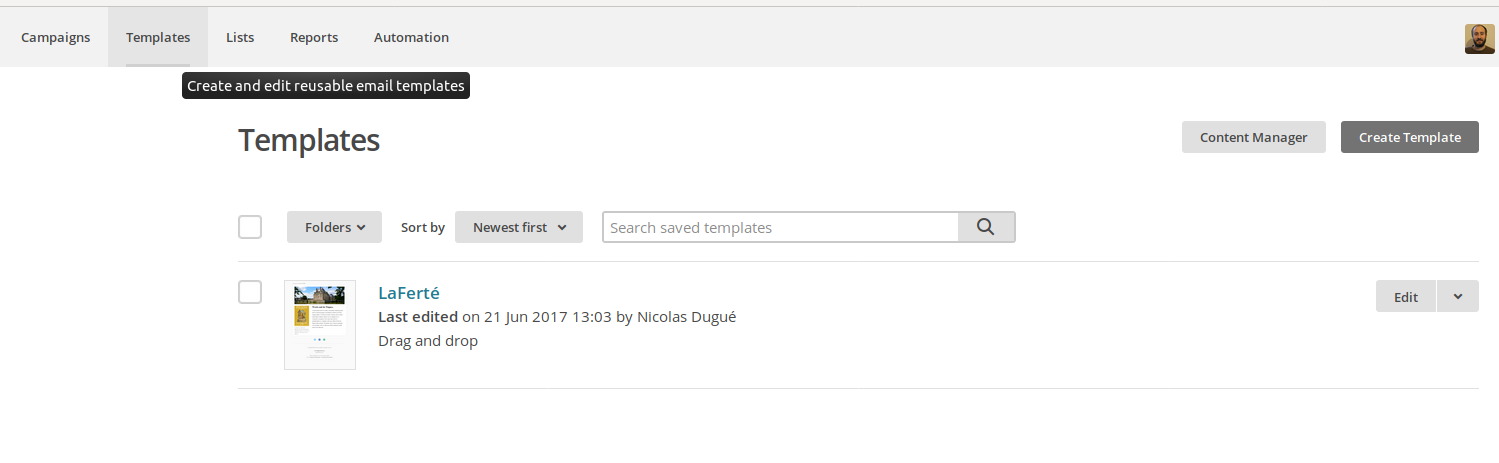 Campaigns Templates Lists Reports Automation
Create and edit reusable email templates
Templates Content Manager Create Template
Folders Sort by Newest first Search saved templates
LaFerté
Last edited on 21 Jun 2017 13:03 by Nicolas Dugué Edit
Drag and drop